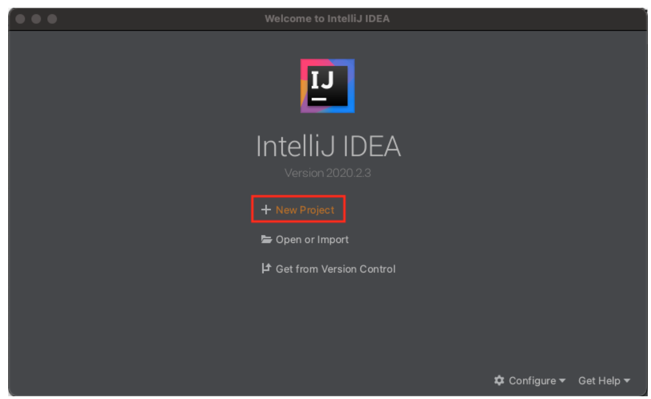 Welcome to IntelliJ IDEA
IJ
IntelliJ IDEA
Version 2020.2.3
+ New Project
Open or Import
Get from Version Control
Configure Get Help